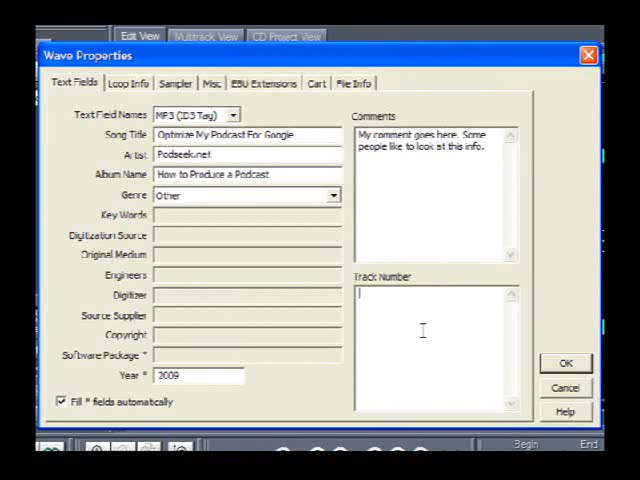 Edit View
Multitrack View
CD Project View
Wave Properties
Text Fields
Loop Info
Sampler
Misc
EBU Extensions
Cart
File Info
Text Field Names
MP3 (ID3 Tag)
Song Title
Optimize My Podcast For Google
Artist
Podseek.net
Album Name
How to Produce a Podcast
Genre
Other
Key Words
Digitization Source
Original Medium
Engineers
Digitizer
Source Supplier
Copyright
Software Package *
Year *
2009
Fill * fields automatically
Comments
My comment goes here. Some
people like to look at this info.
Track Number
OK
Cancel
Help
Begin
End